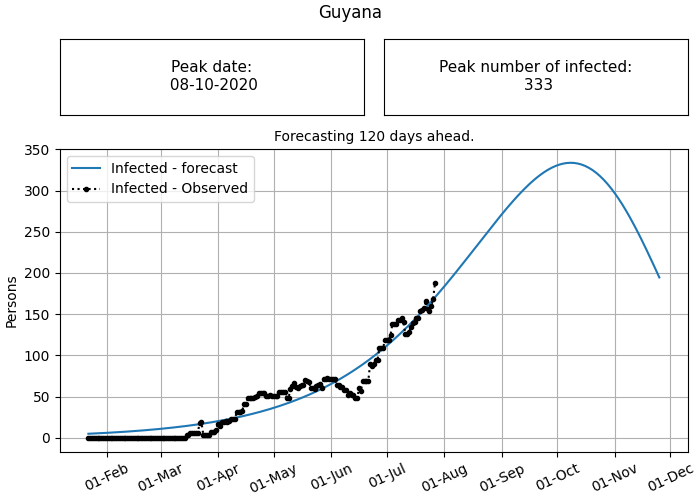 Guyana
Peak date:
08-10-2020
Peak number of infected:
333
Forecasting 120 days ahead.
Infected - forecast
Infected - Observed
Persons
350
300
250
200
150
100
50
0
01-Feb
01-Mar
01-Apr
01-May
01-Jun
01-Jul
01-Aug
01-Sep
01-Oct
01-Nov
01-Dec